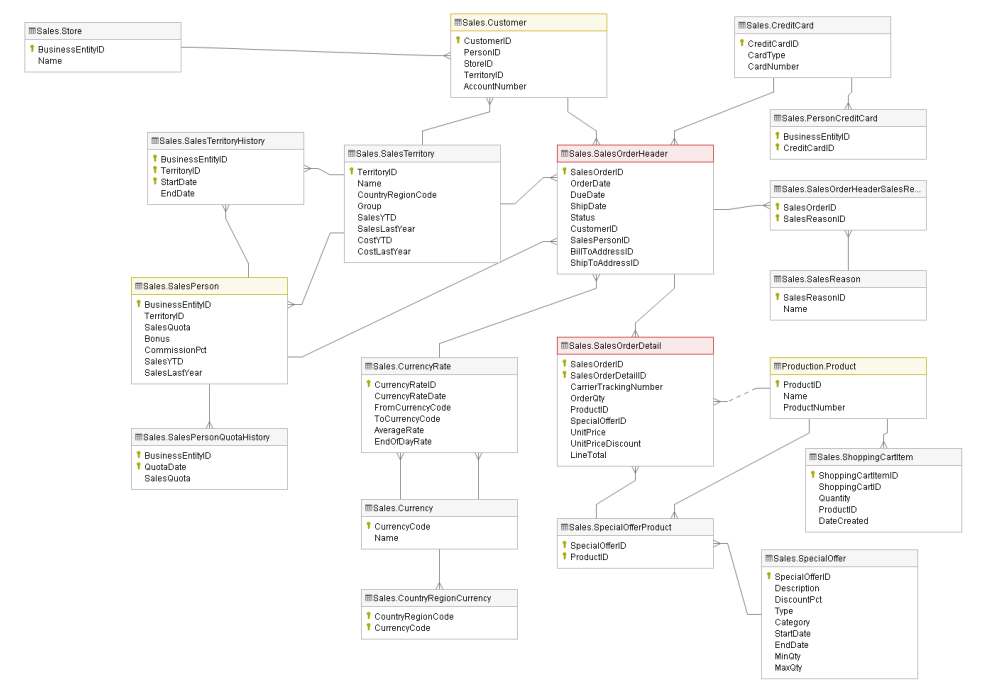 Sales.Store
BusinessEntityID
Name
Sales.Customer
CustomerID
PersonID
StoreID
TerritoryID
AccountNumber
Sales.CreditCard
CreditCardID
CardType
CardNumber
Sales.PersonCreditCard
BusinessEntityID
CreditCardID
Sales.SalesTerritoryHistory
BusinessEntityID
TerritoryID
StartDate
EndDate
Sales.SalesTerritory
TerritoryID
Name
CountryRegionCode
Group
SalesYTD
SalesLastYear
CostYTD
CostLastYear
Sales.SalesOrderHeader
SalesOrderID
OrderDate
DueDate
ShipDate
Status
CustomerID
SalesPersonID
BillToAddressID
ShipToAddressID
Sales.SalesOrderHeaderSalesRe...
SalesOrderID
SalesReasonID
Sales.SalesReason
SalesReasonID
Name
Sales.SalesPerson
BusinessEntityID
TerritoryID
SalesQuota
Bonus
CommissionPct
SalesYTD
SalesLastYear
Sales.SalesPersonQuotaHistory
BusinessEntityID
QuotaDate
SalesQuota
Sales.CurrencyRate
CurrencyRateID
CurrencyRateDate
FromCurrencyCode
ToCurrencyCode
AverageRate
EndOfDayRate
Sales.SalesOrderDetail
SalesOrderID
SalesOrderDetailID
CarrierTrackingNumber
OrderQty
ProductID
SpecialOfferID
UnitPrice
UnitPriceDiscount
LineTotal
Production.Product
ProductID
Name
ProductNumber
Sales.ShoppingCartItem
ShoppingCartItemID
ShoppingCartID
Quantity
ProductID
DateCreated
Sales.Currency
CurrencyCode
Name
Sales.SpecialOfferProduct
SpecialOfferID
ProductID
Sales.SpecialOffer
SpecialOfferID
Description
DiscountPct
Type
Category
StartDate
EndDate
MinQty
MaxQty
Sales.CountryRegionCurrency
CountryRegionCode
CurrencyCode